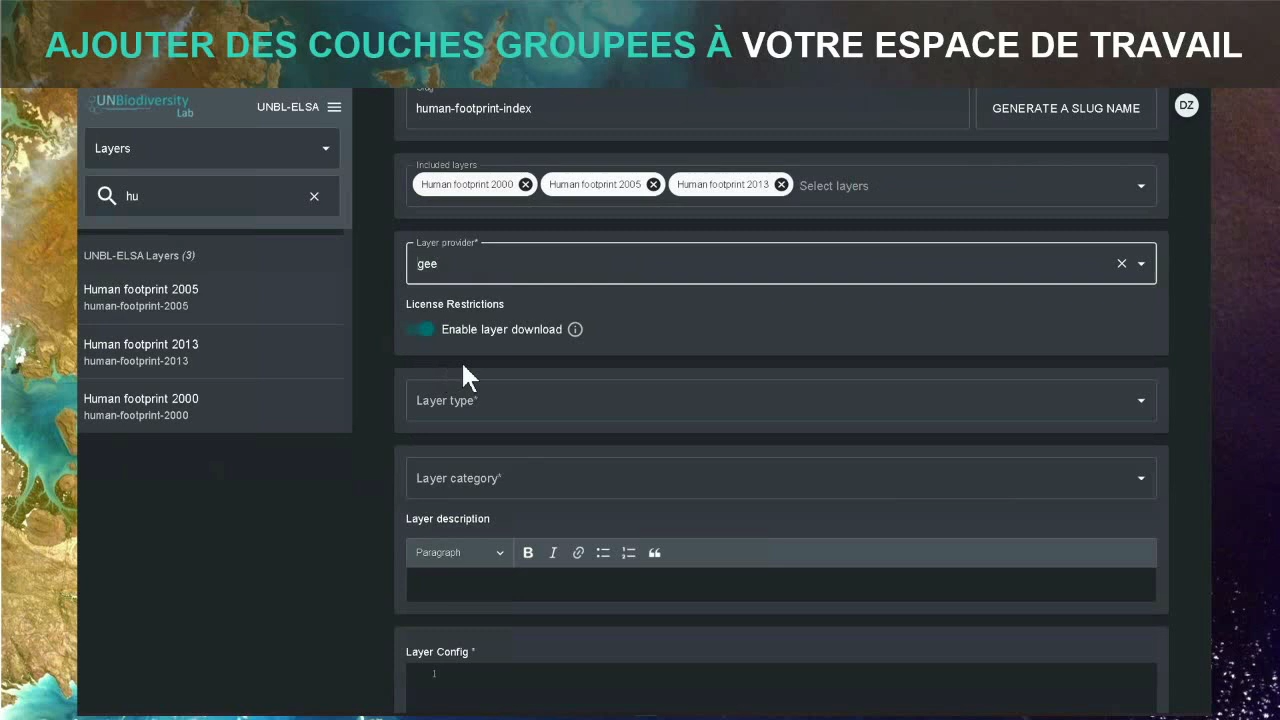 AJOUTER DES COUCHES GROUPEES À VOTRE ESPACE DE TRAVAIL
UNBiodiversity
Lab
UNBL-ELSA
Layers
hu
UNBL-ELSA Layers (3)
Human footprint 2005
human-footprint-2005
Human footprint 2013
human-footprint-2013
Human footprint 2000
human-footprint-2000
Slug
human-footprint-index
GENERATE A SLUG NAME
DZ
Included layers
Human footprint 2000
Human footprint 2005
Human footprint 2013
Select layers
Layer provider*
gee
License Restrictions
Enable layer download
Layer type*
Layer category*
Layer description
Paragraph
B I
Layer Config *
1